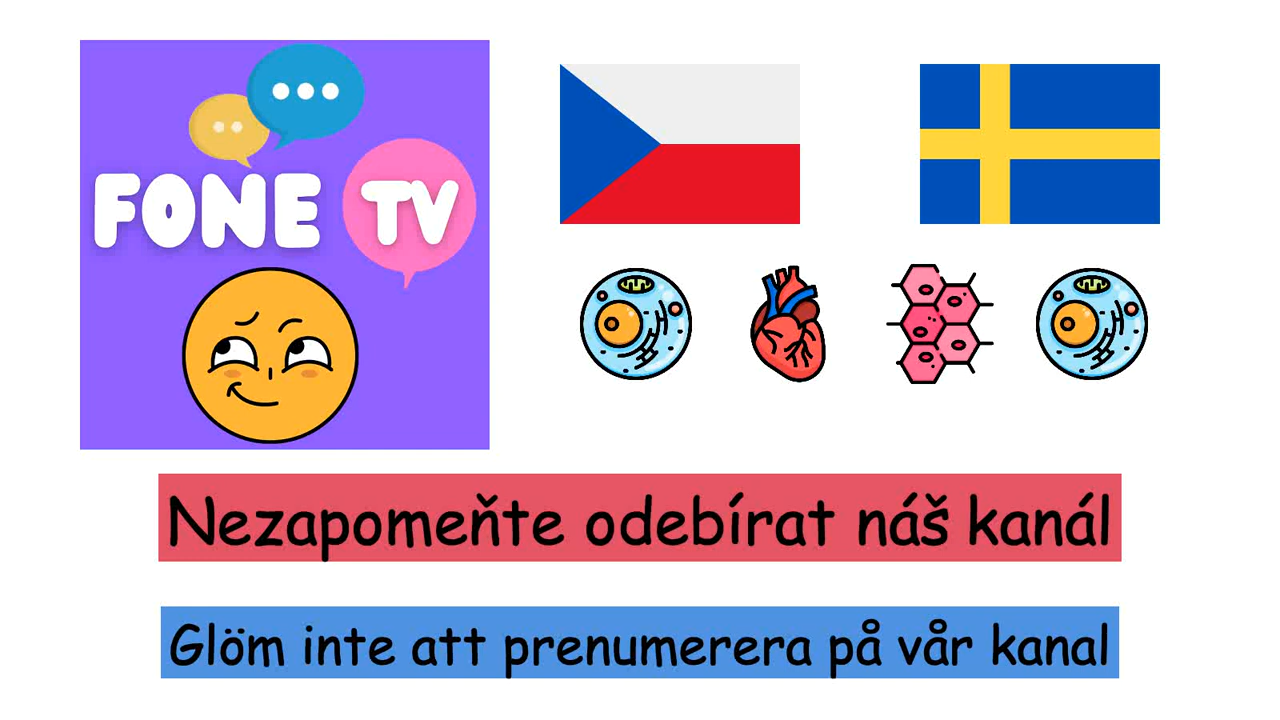 FONE TV
Nezapomeňte odebírat náš kanál
Glöm inte att prenumerera på vår kanal